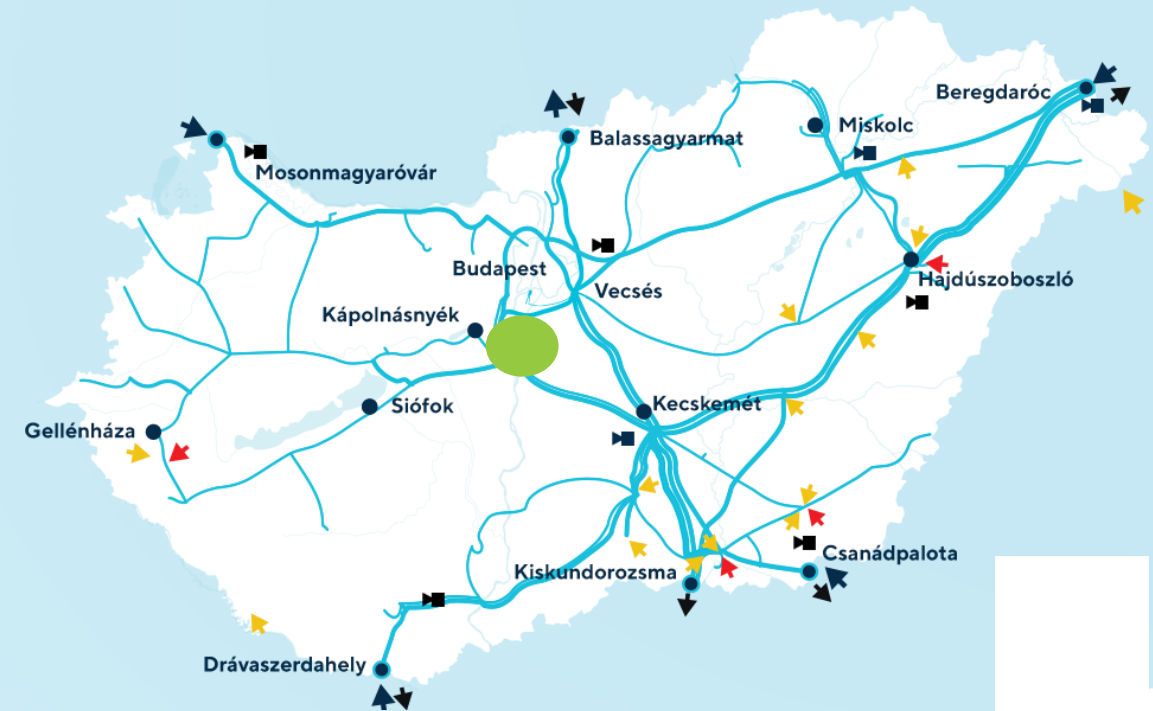 Beregdaróc
Miskolc
Balassagyarmat
Mosonmagyaróvár
Budapest
Hajdúszoboszló
Vecsés
Kápolnásnyék
Siófok
Kecskemét
Gellénháza
Csanádpalota
Kiskundorozsma
Drávaszerdahely